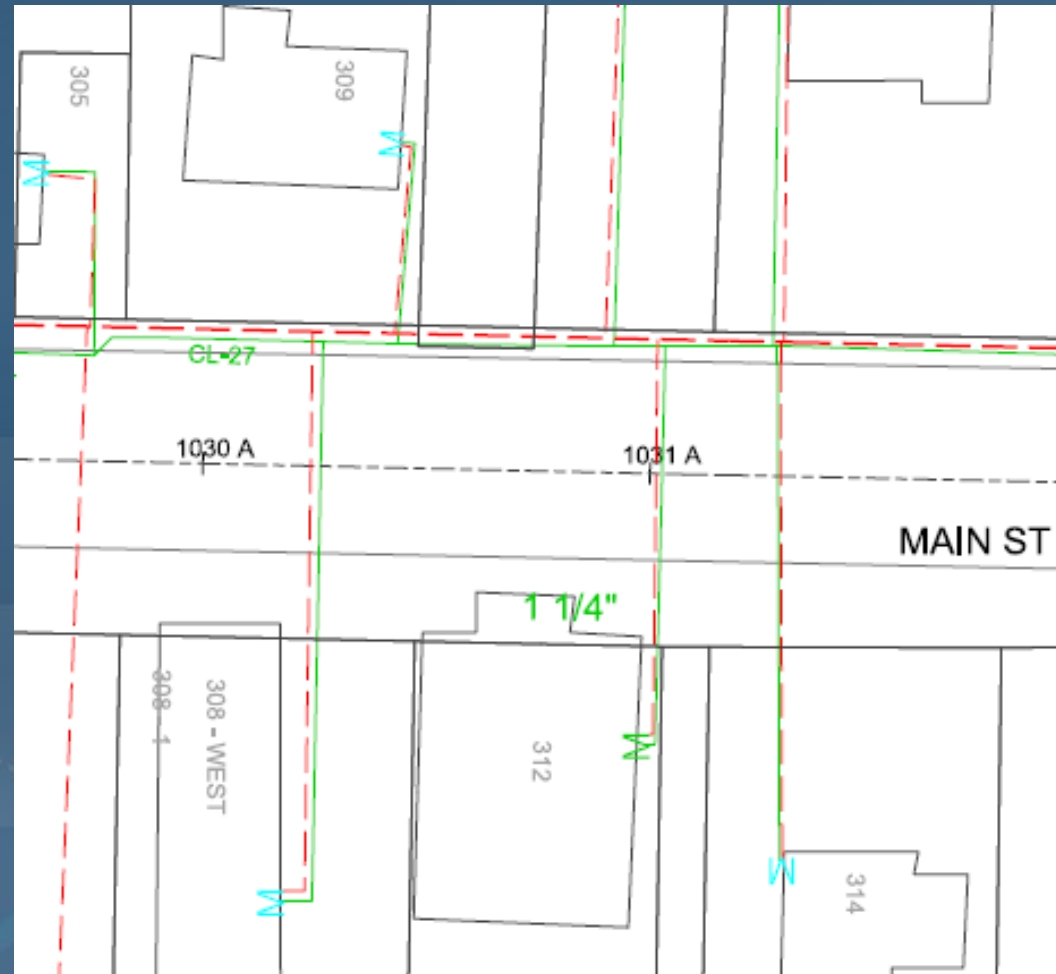 305
309
M
M
CL-27
1030 A
1031 A
MAIN ST
1 1/4"
308 - 1
308 - WEST
312
M
314
M
M